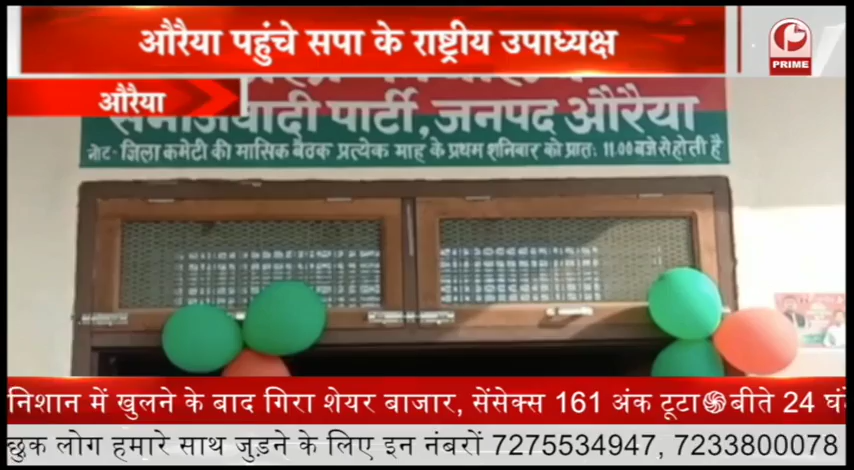 औरैया पहुंचे सपा के राष्ट्रीय उपाध्यक्ष
PRIME
औरैया
समाजवादी पार्टी, जनपद औरैया
नोट - जिला कमेटी की मासिक बैठक प्रत्येक माह के प्रथम शनिवार को प्रातः 11.00 बजे से होती है
निशान में खुलने के बाद गिरा शेयर बाजार, सेंसेक्स 161 अंक टूटा बीते 24 घंटे
छुक लोग हमारे साथ जुड़ने के लिए इन नंबरों 7275534947, 7233800078